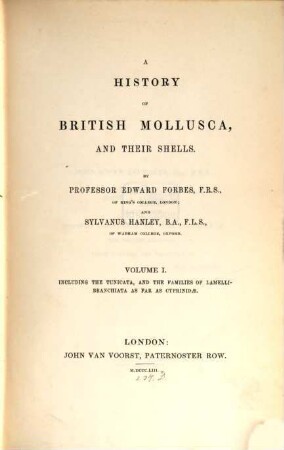 A
HISTORY
OF
BRITISH MOLLUSCA,
AND THEIR SHELLS.
BY
PROFESSOR EDWARD FORBES, F.R.S.,
OF KING'S COLLEGE, LONDON;
AND
SYLVANUS HANLEY, B.A., F.L.S.,
OF WADHAM COLLEGE, OXFORD.
VOLUME I.
INCLUDING THE TUNICATA, AND THE FAMILIES OF LAMELLI-
BRANCHIATA AS FAR AS CYPRINIDÆ.
LONDON:
JOHN VAN VOORST, PATERNOSTER ROW.
M.DCCC.LIII.